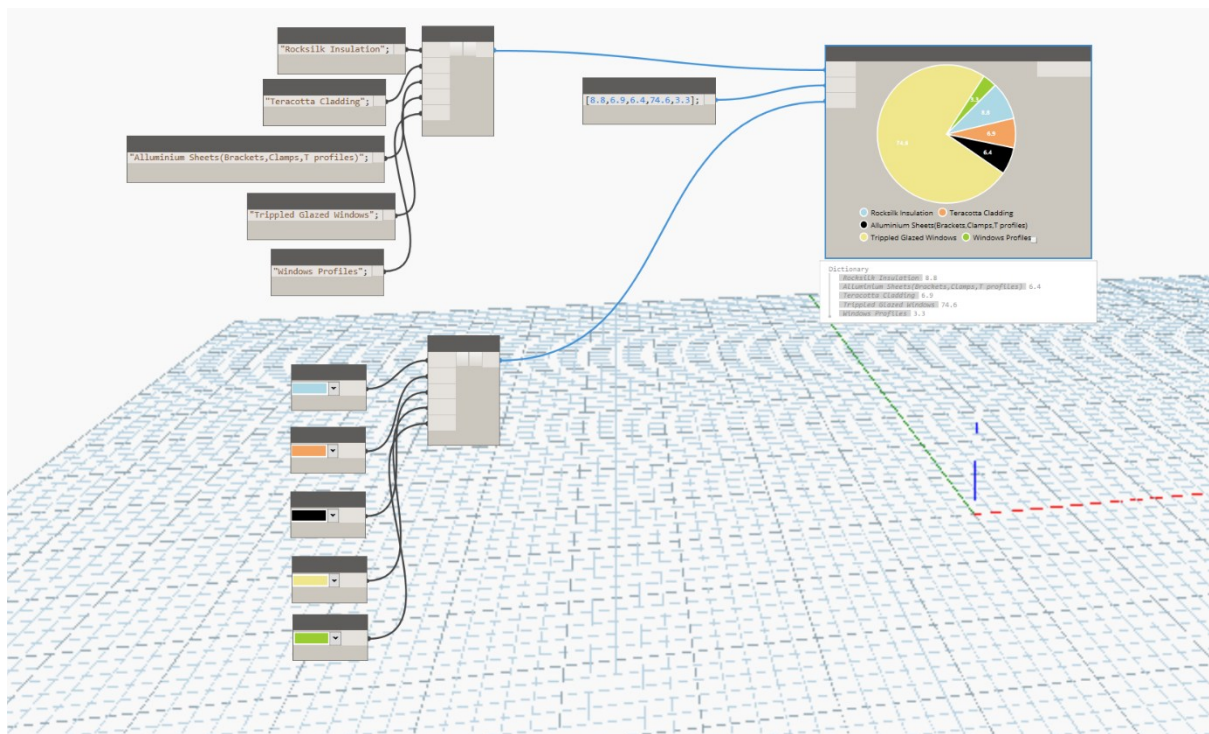 "Rocksilk Insulation";
"Teracotta Cladding";
"Alluminium Sheets(Brackets,Clamps,T profiles)";
"Trippled Glazed Windows";
"Windows Profiles";
[8.8,6.9,6.4,74.6,3.3];
3.3
8.8
6.9
6.4
74.6
Rocksilk Insulation Teracotta Cladding
Alluminium Sheets(Brackets,Clamps,T profiles)
Trippled Glazed Windows Windows Profiles
Dictionary
Rocksilk Insulation 8.8
Alluminium Sheets(Brackets,Clamps,T profiles) 6.4
Teracotta Cladding 6.9
Trippled Glazed Windows 74.6
Windows Profiles 3.3